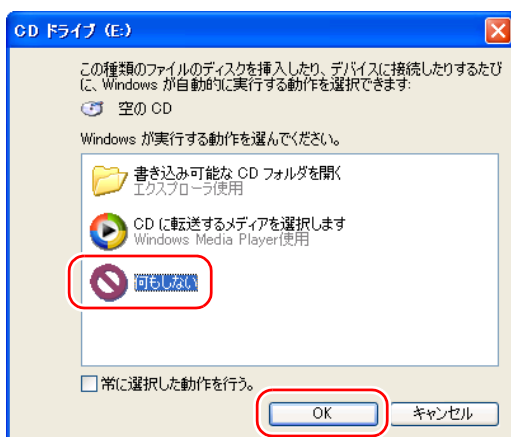 CD ドライブ (E:)
この種類のファイルのディスクを挿入したり、デバイスに接続したりするたび
に、Windows が自動的に実行する動作を選択できます:
空の CD
Windows が実行する動作を選んでください。
書き込み可能な CD フォルダを開く
エクスプローラ使用
CD に転送するメディアを選択します
Windows Media Player使用
何もしない
常に選択した動作を行う。
OK
キャンセル